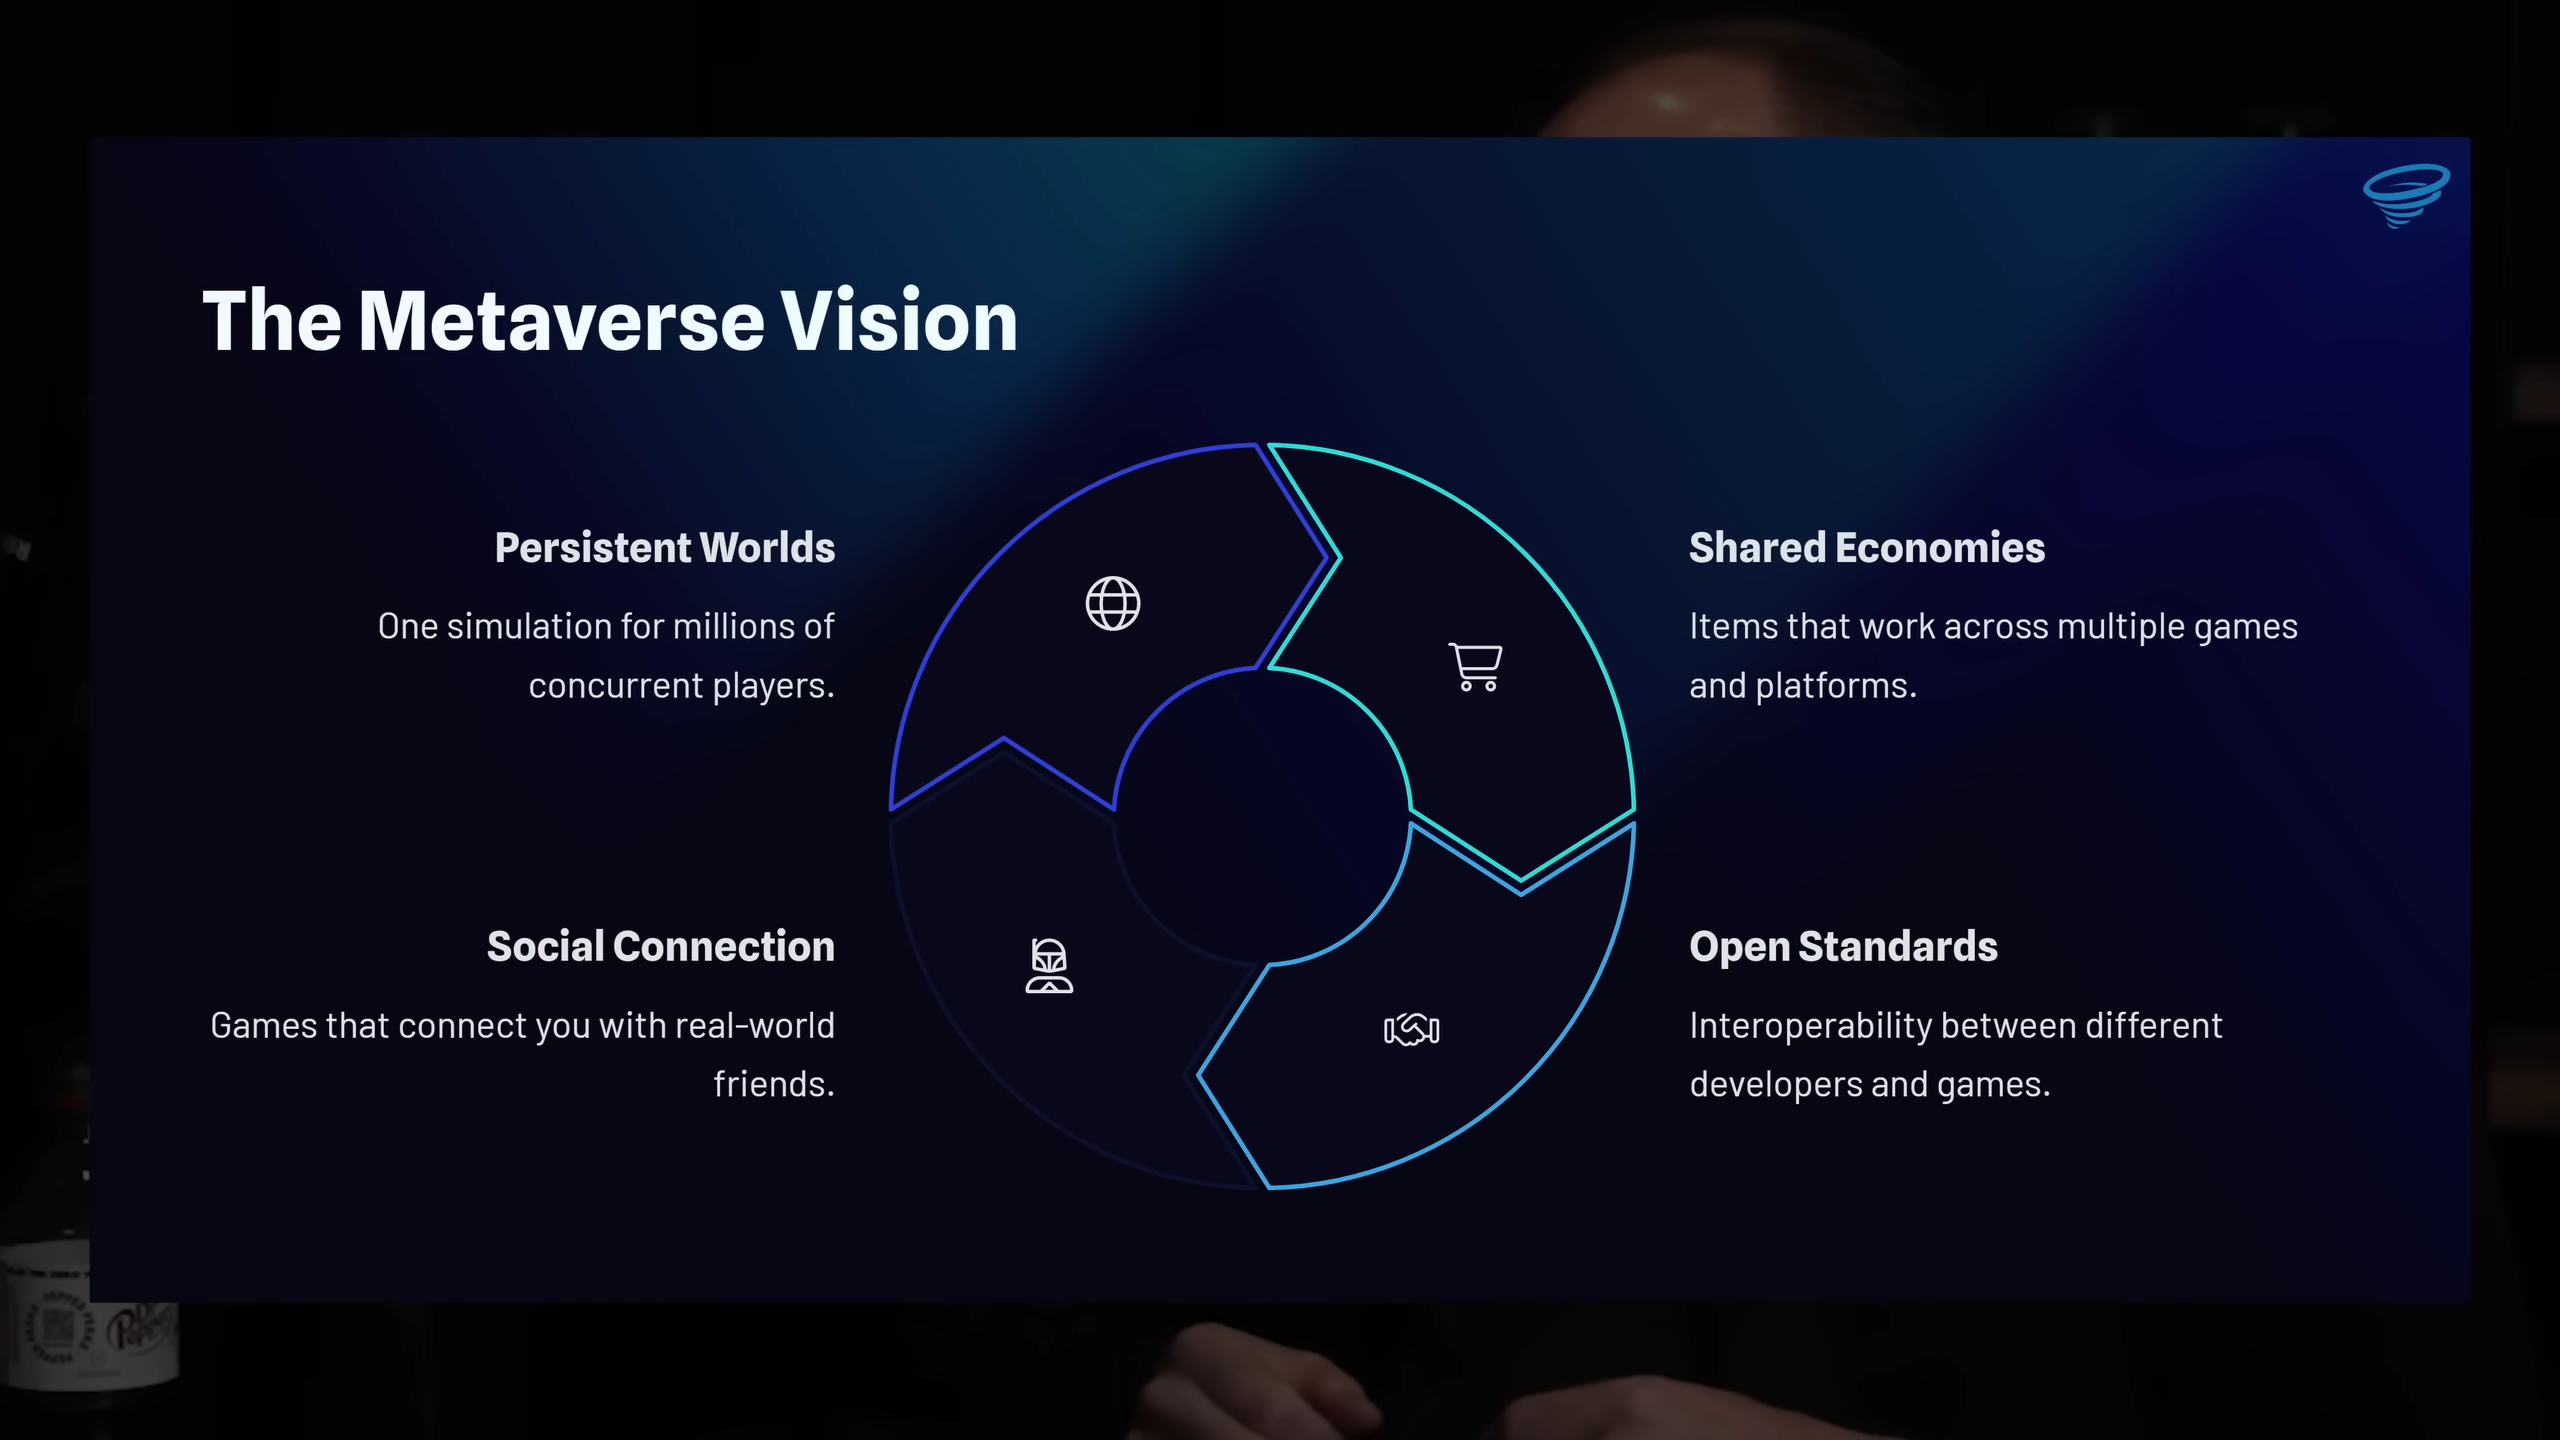 The Metaverse Vision
Persistent Worlds
One simulation for millions of
concurrent players.
Shared Economies
Items that work across multiple games
and platforms.
Social Connection
Games that connect you with real-world
friends.
Open Standards
Interoperability between different
developers and games.
Dr Pepper